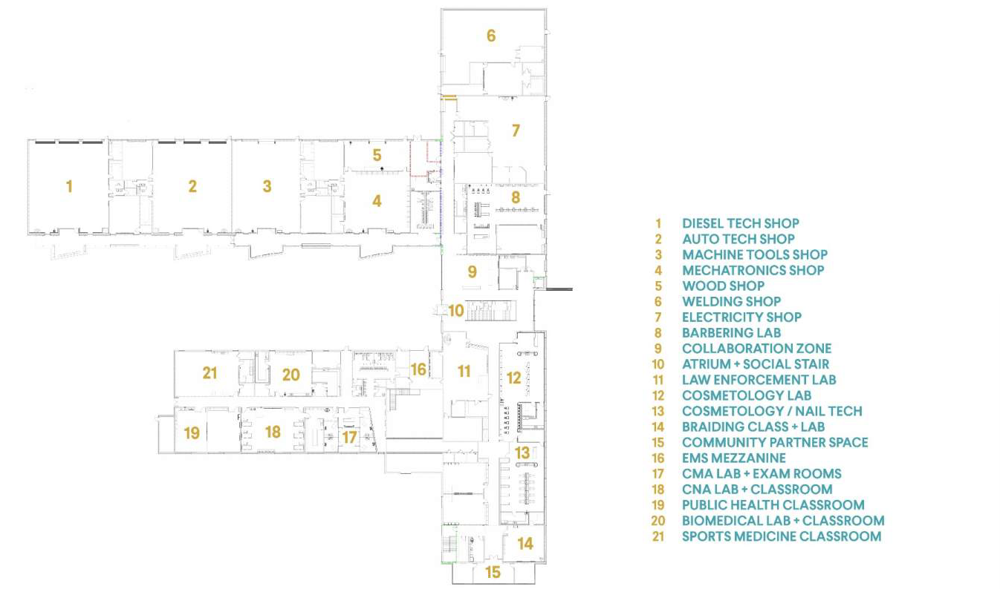 6
7
5
1
2
3
8
4
9
10
21
20
16
11
12
19
18
17
13
14
15
1 DIESEL TECH SHOP
2 AUTO TECH SHOP
3 MACHINE TOOLS SHOP
4 MECHATRONICS SHOP
5 WOOD SHOP
6 WELDING SHOP
7 ELECTRICITY SHOP
8 BARBERING LAB
9 COLLABORATION ZONE
10 ATRIUM + SOCIAL STAIR
11 LAW ENFORCEMENT LAB
12 COSMETOLOGY LAB
13 COSMETOLOGY / NAIL TECH
14 BRAIDING CLASS + LAB
15 COMMUNITY PARTNER SPACE
16 EMS MEZZANINE
17 CMA LAB + EXAM ROOMS
18 CNA LAB + CLASSROOM
19 PUBLIC HEALTH CLASSROOM
20 BIOMEDICAL LAB + CLASSROOM
21 SPORTS MEDICINE CLASSROOM